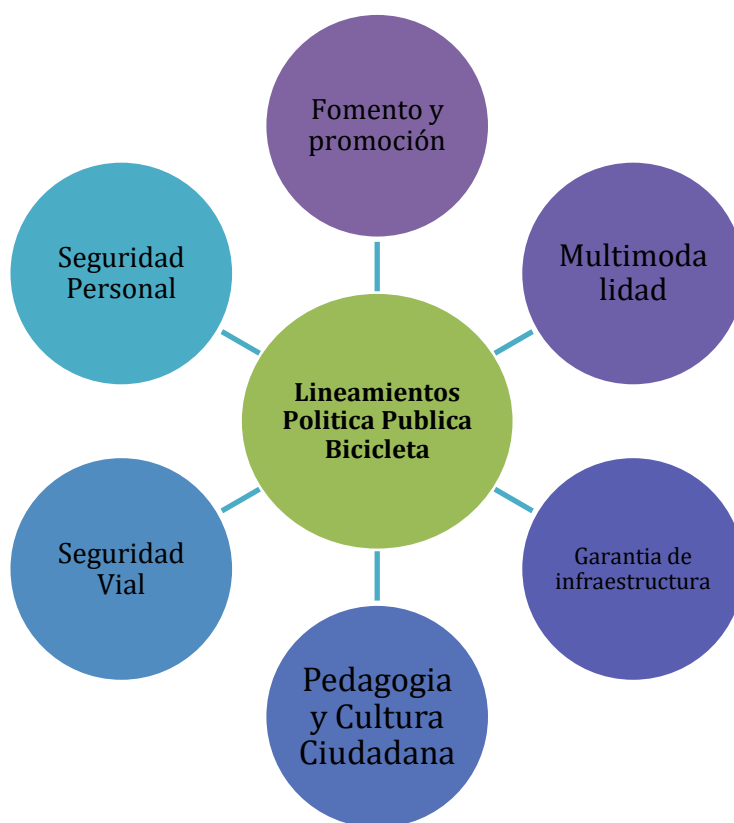 Fomento y
promoción
Seguridad
Personal
Multimoda
lidad
Lineamientos
Politica Publica
Bicicleta
Seguridad
Vial
Garantia de
infraestructura
Pedagogia
y Cultura
Ciudadana